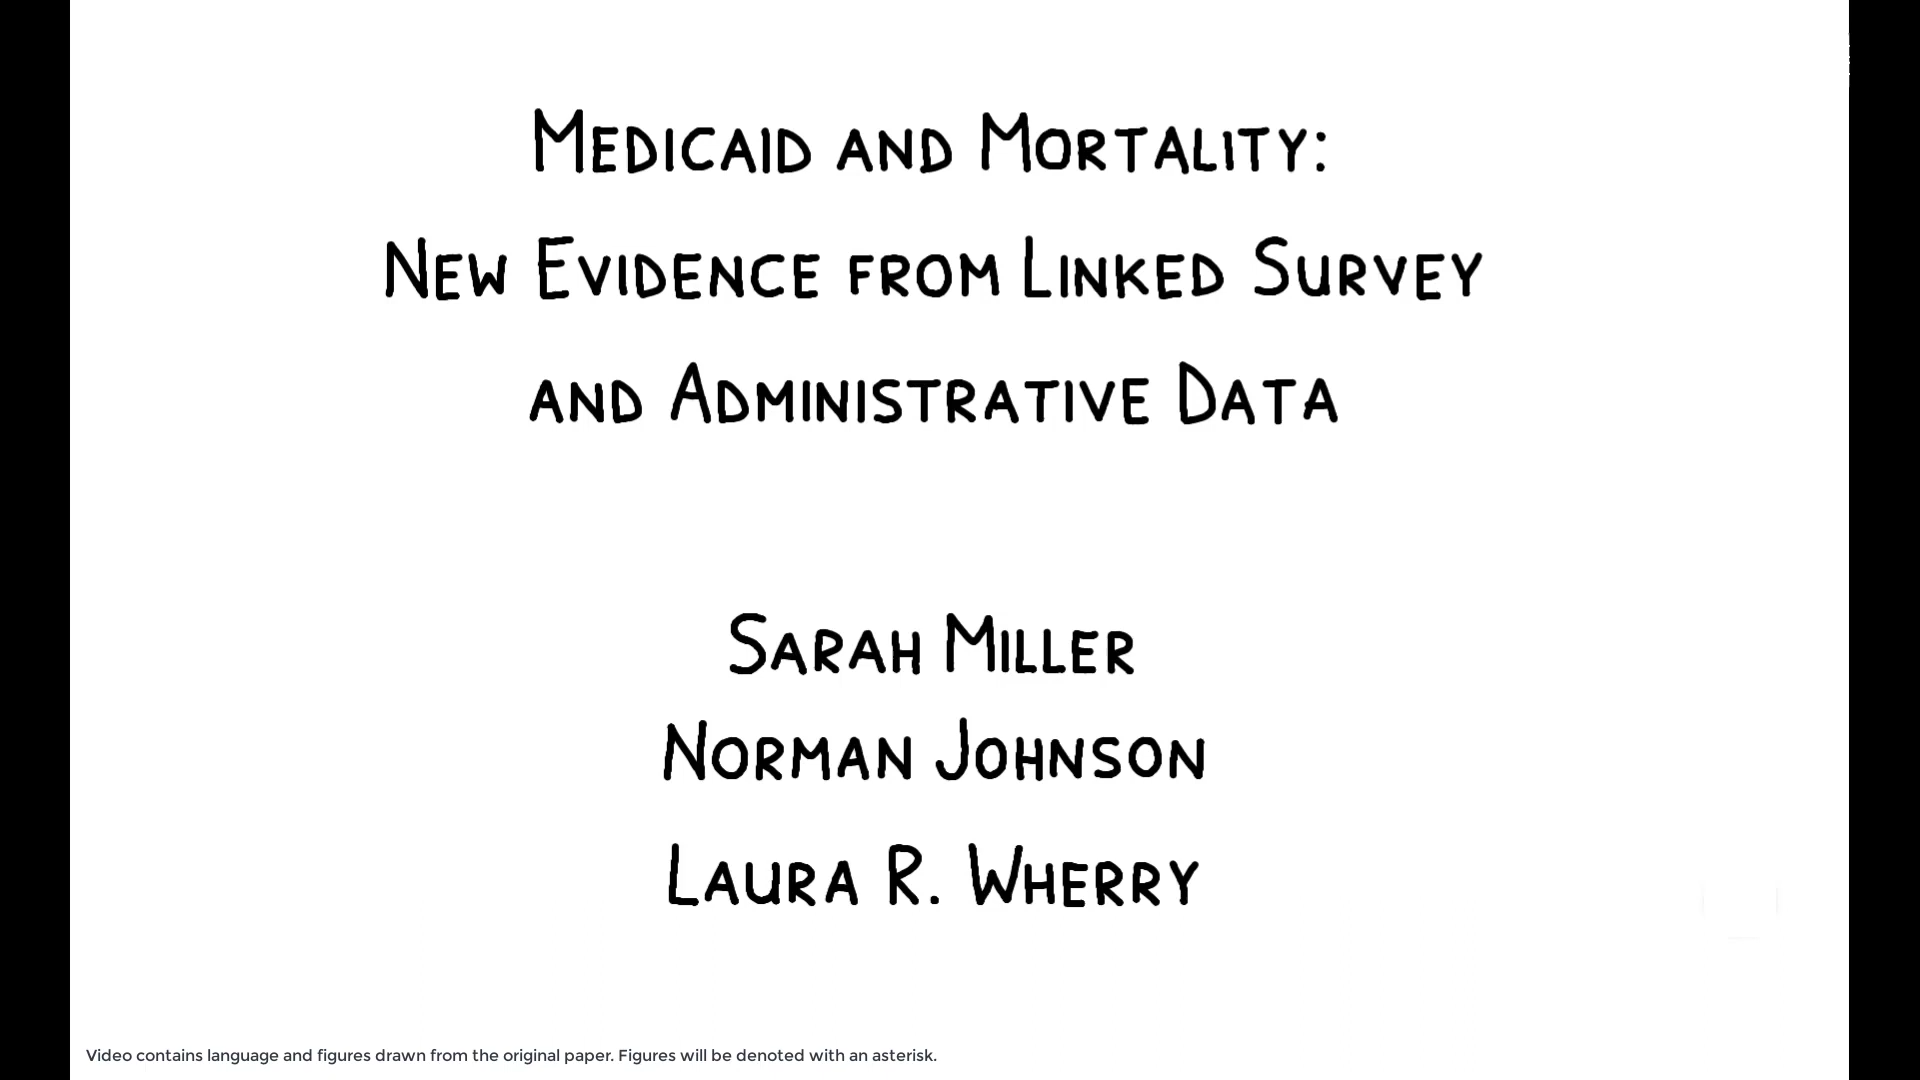 Medicaid and Mortality:
New Evidence from Linked Survey
and Administrative Data
Sarah Miller
Norman Johnson
Laura R. Wherry
Video contains language and figures drawn from the original paper. Figures will be denoted with an asterisk.